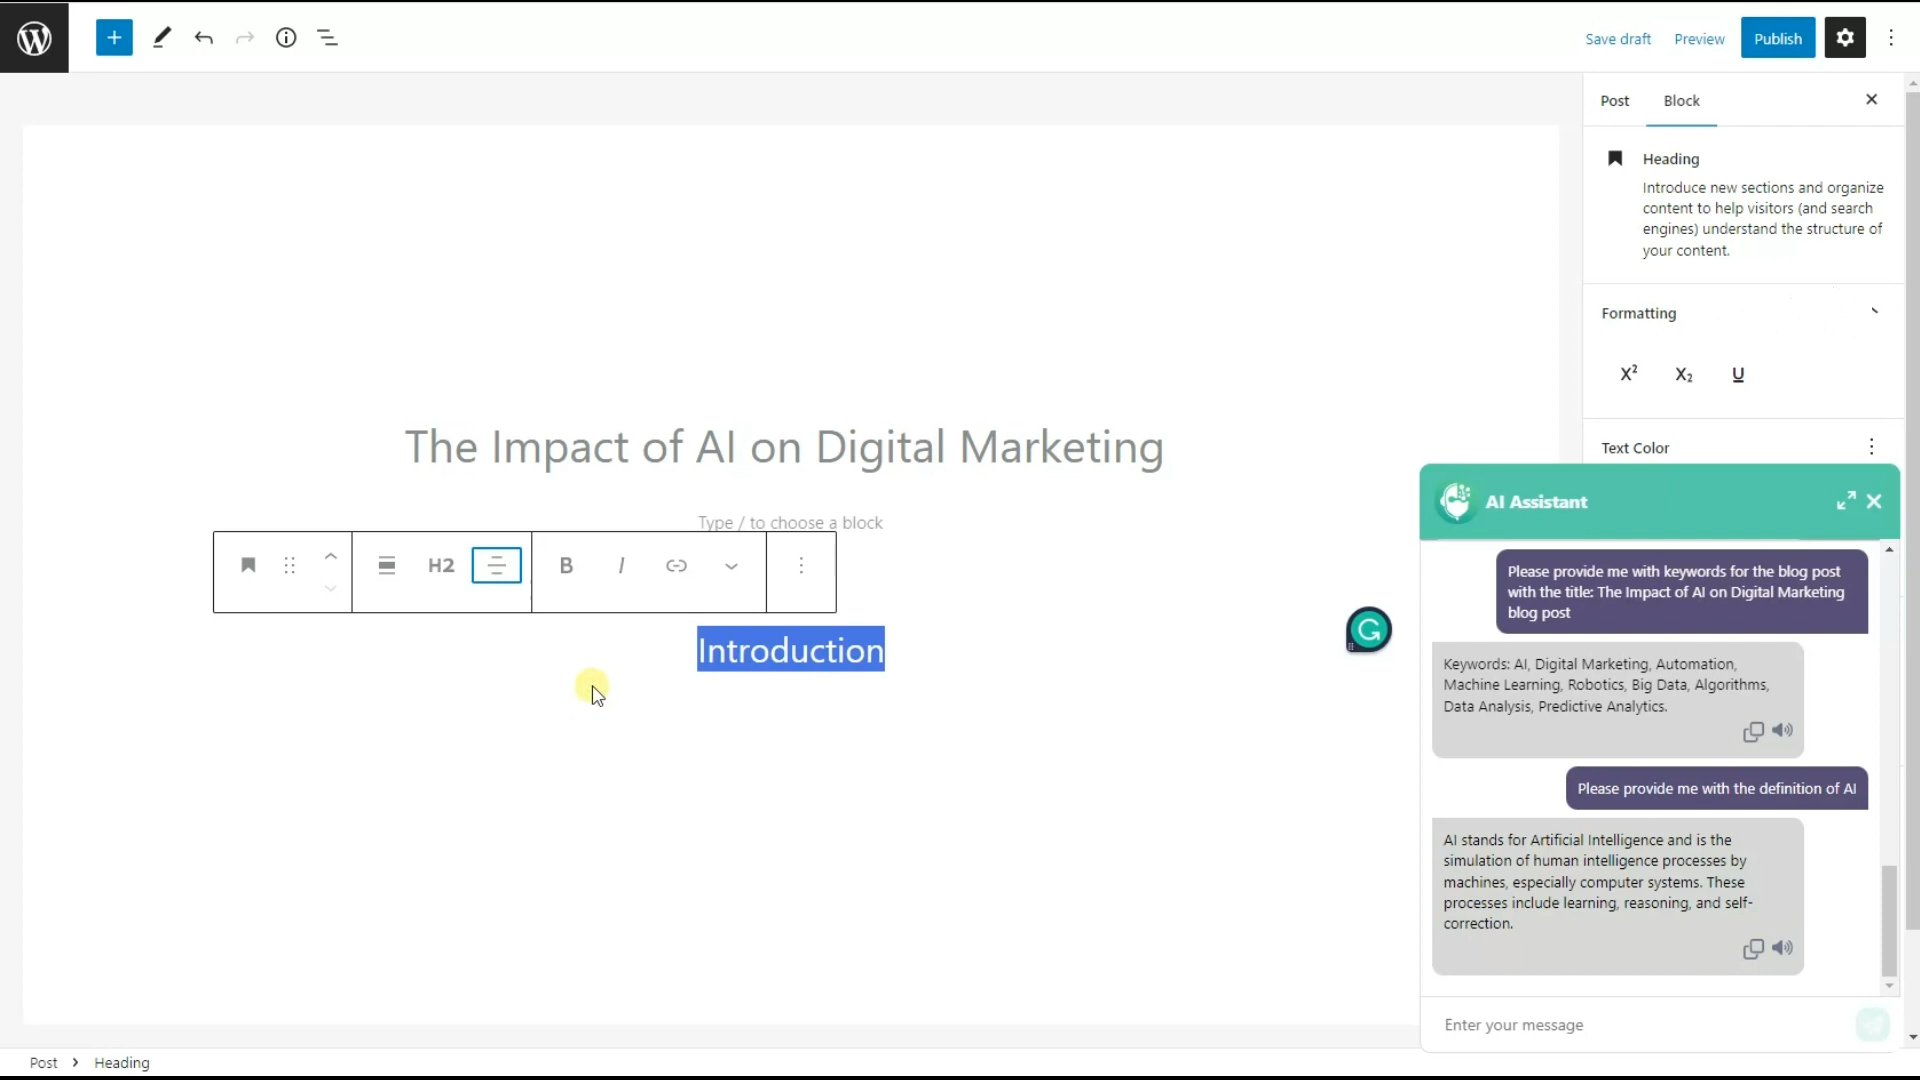 Save draft
Preview
Publish
Post
Block
Heading
Introduce new sections and organize
content to help visitors (and search
engines) understand the structure of
your content.
Formatting
X²
X₂
U
Text Color
The Impact of AI on Digital Marketing
Type / to choose a block
H2
B
I
Introduction
AI Assistant
Please provide me with keywords for the blog post
with the title: The Impact of AI on Digital Marketing
blog post
Keywords: AI, Digital Marketing, Automation,
Machine Learning, Robotics, Big Data, Algorithms,
Data Analysis, Predictive Analytics.
Please provide me with the definition of AI
AI stands for Artificial Intelligence and is the
simulation of human intelligence processes by
machines, especially computer systems. These
processes include learning, reasoning, and self-
correction.
Enter your message
Post
Heading